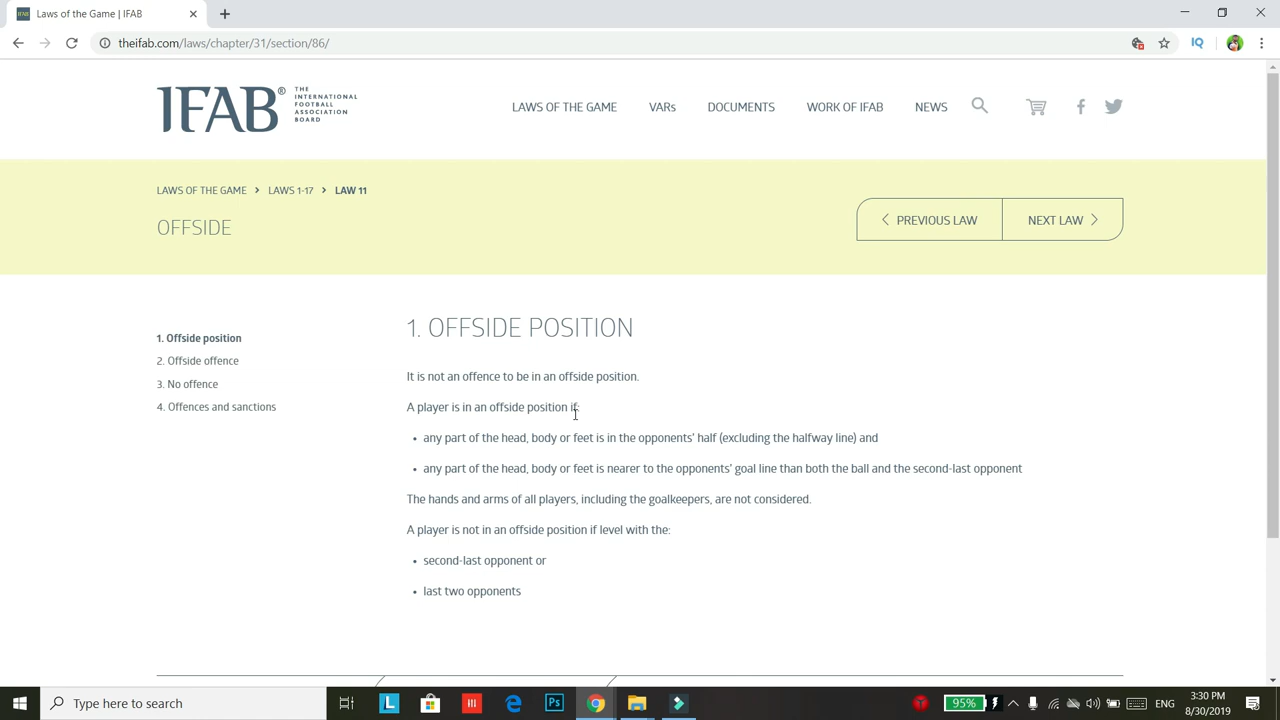 Laws of the Game | IFAB
theifab.com/laws/chapter/31/section/86/
IFAB®
THE
INTERNATIONAL
FOOTBALL
ASSOCIATION
BOARD
LAWS OF THE GAME VARs DOCUMENTS WORK OF IFAB NEWS
LAWS OF THE GAME > LAWS 1-17 > LAW 11
OFFSIDE
< PREVIOUS LAW NEXT LAW >
1. Offside position
2. Offside offence
3. No offence
4. Offences and sanctions
1. OFFSIDE POSITION
It is not an offence to be in an offside position.
A player is in an offside position if:
• any part of the head, body or feet is in the opponents' half (excluding the halfway line) and
• any part of the head, body or feet is nearer to the opponents' goal line than both the ball and the second-last opponent
The hands and arms of all players, including the goalkeepers, are not considered.
A player is not in an offside position if level with the:
• second-last opponent or
• last two opponents
Type here to search
95%
ENG
3:30 PM
8/30/2019